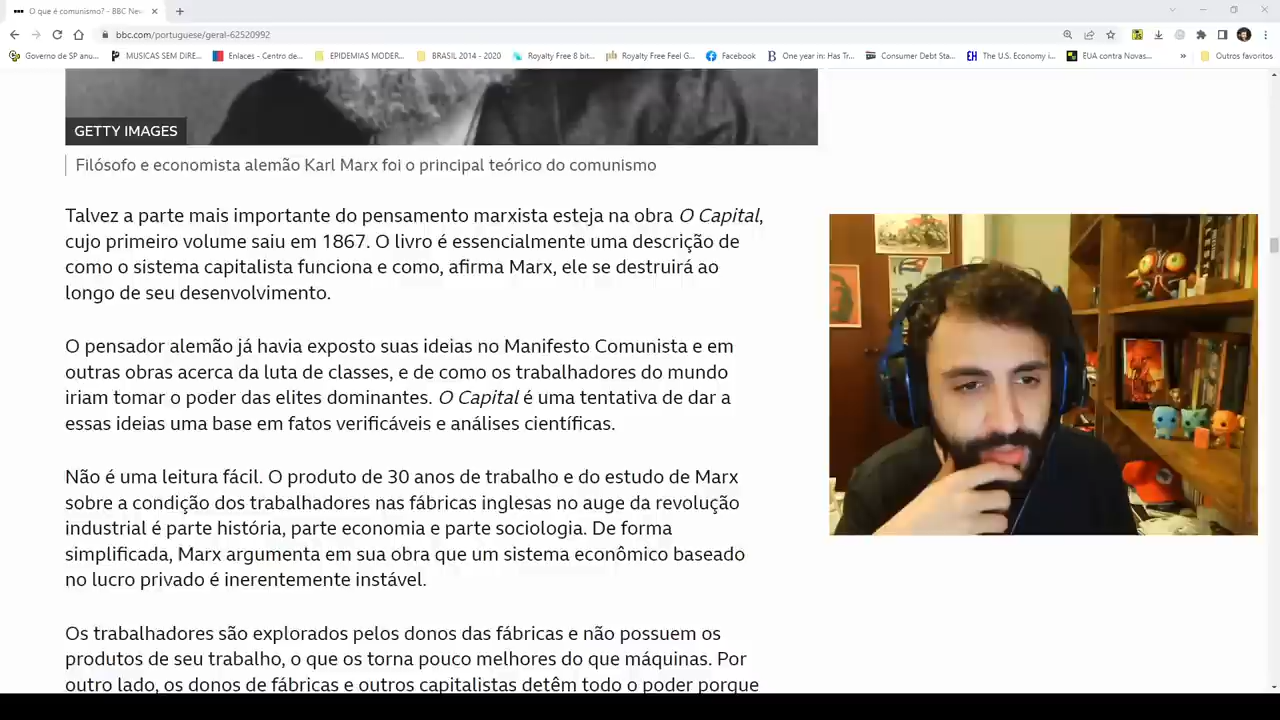 O que é comunismo? - BBC Nev
bbc.com/portuguese/geral-62520992
Governo de SP anu...
MUSICAS SEM DIRE...
Enlaces - Centro de...
EPIDEMIAS MODER...
BRASIL 2014 - 2020
Royalty Free 8 bit...
Royalty Free Feel G...
Facebook
One year in: Has Tr...
Consumer Debt Sta...
The U.S. Economy i...
EUA contra Novas...
»
Outros favoritos
GETTY IMAGES
Filósofo e economista alemão Karl Marx foi o principal teórico do comunismo
Talvez a parte mais importante do pensamento marxista esteja na obra O Capital,
cujo primeiro volume saiu em 1867. O livro é essencialmente uma descrição de
como o sistema capitalista funciona e como, afirma Marx, ele se destruirá ao
longo de seu desenvolvimento.
O pensador alemão já havia exposto suas ideias no Manifesto Comunista e em
outras obras acerca da luta de classes, e de como os trabalhadores do mundo
iriam tomar o poder das elites dominantes. O Capital é uma tentativa de dar a
essas ideias uma base em fatos verificáveis e análises científicas.
Não é uma leitura fácil. O produto de 30 anos de trabalho e do estudo de Marx
sobre a condição dos trabalhadores nas fábricas inglesas no auge da revolução
industrial é parte história, parte economia e parte sociologia. De forma
simplificada, Marx argumenta em sua obra que um sistema econômico baseado
no lucro privado é inerentemente instável.
Os trabalhadores são explorados pelos donos das fábricas e não possuem os
produtos de seu trabalho, o que os torna pouco melhores do que máquinas. Por
outro lado, os donos de fábricas e outros capitalistas detêm todo o poder porque